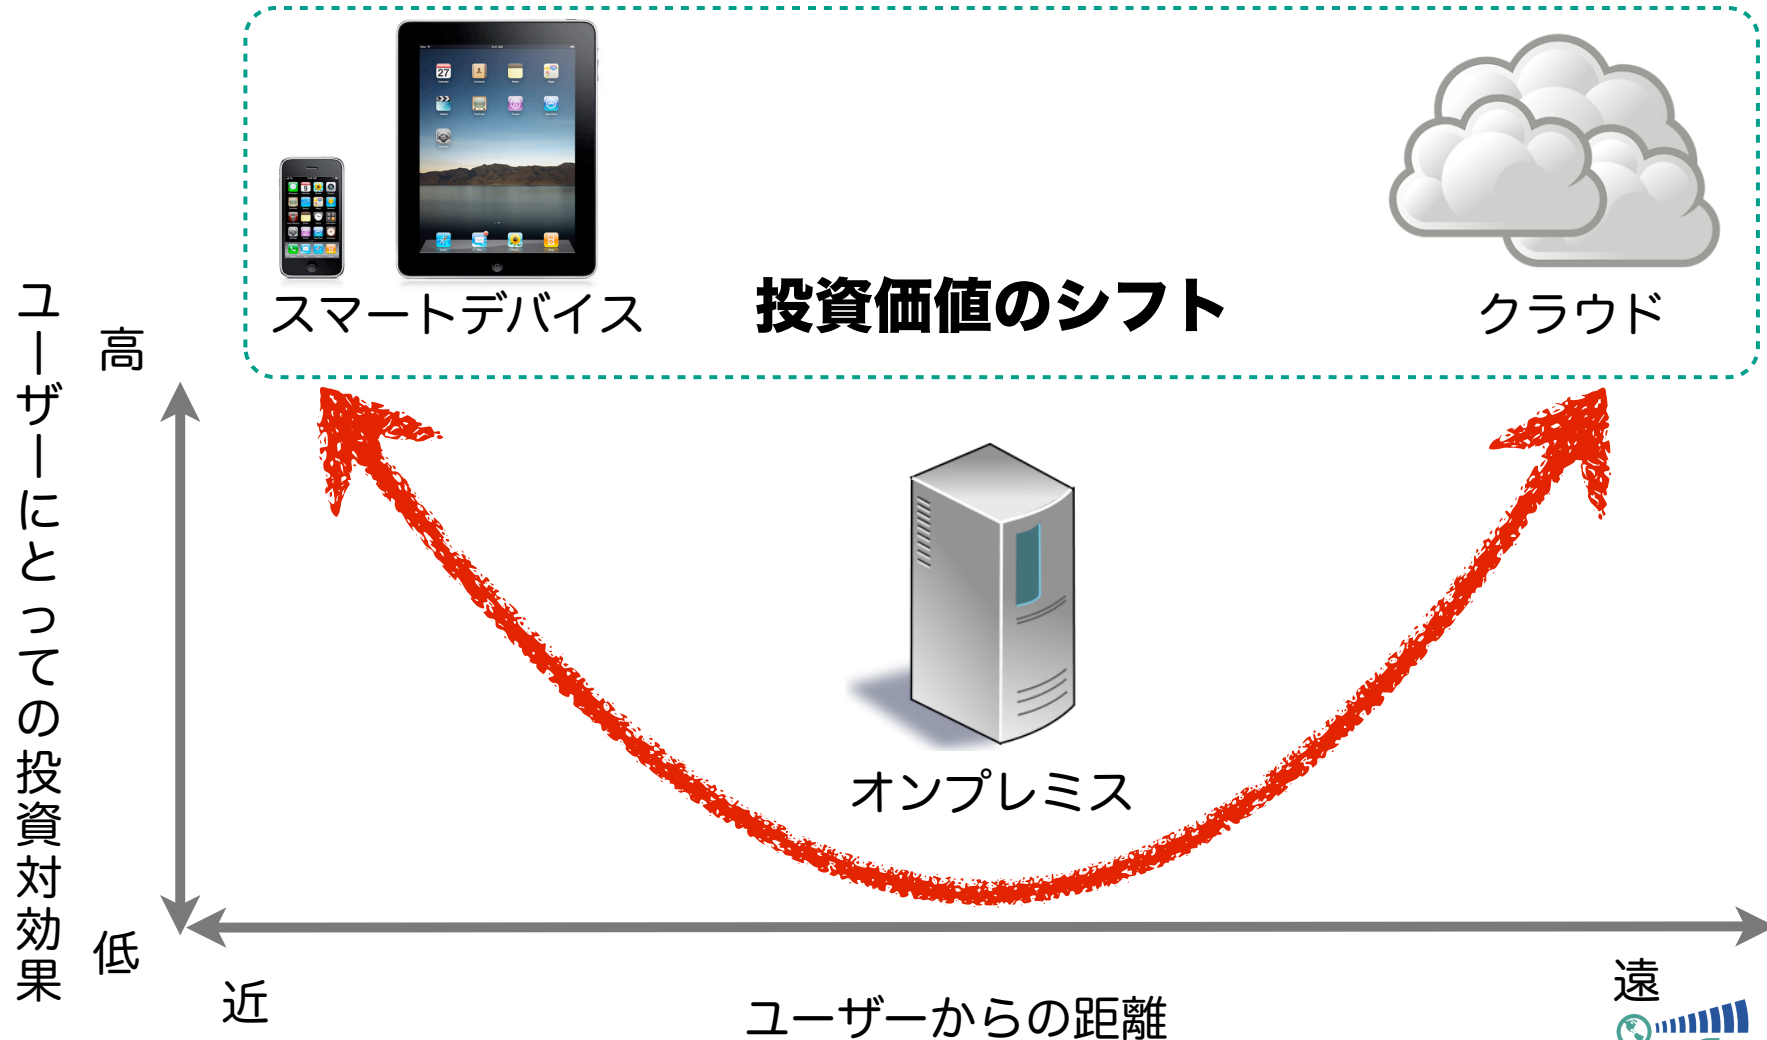 スマートデバイス
投資価値のシフト
クラウド
ユーザーにとっての投資対効果
高
オンプレミス
低
近
ユーザーからの距離
遠